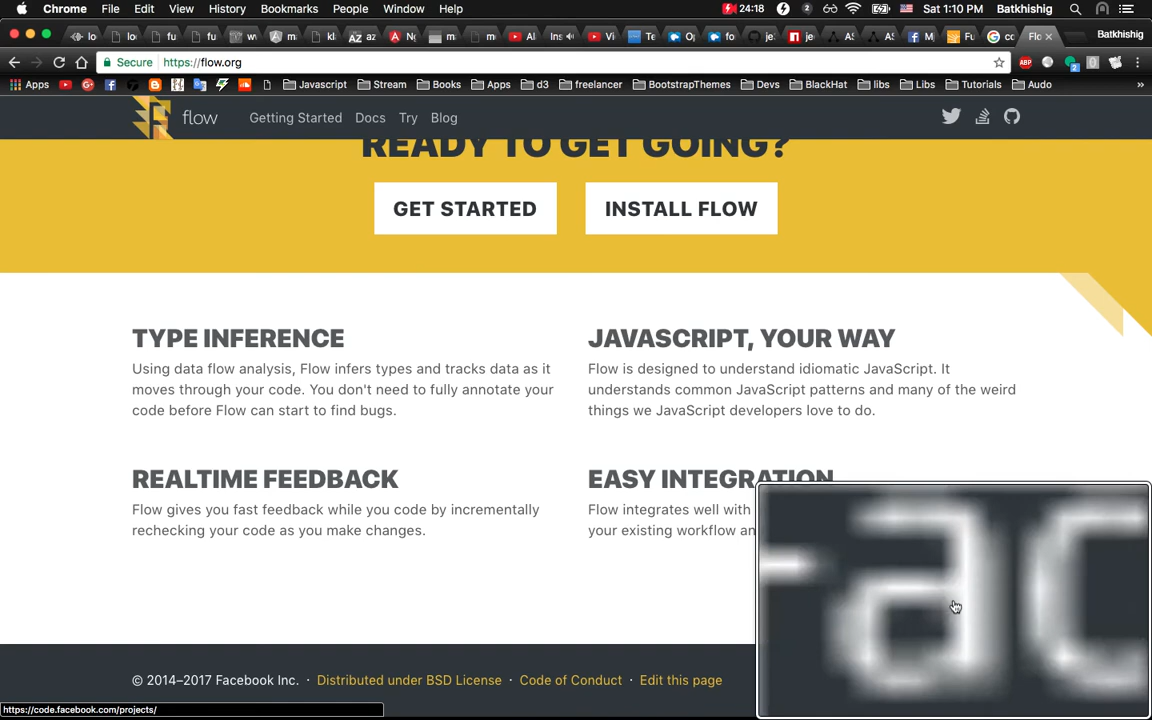 Chrome File Edit View History Bookmarks People Window Help 24:18 2 Sat 1:10 PM Batkhishig
Batkhishig
Secure https://flow.org
Apps Javascript Stream Books Apps d3 freelancer BootstrapThemes Devs BlackHat libs Libs Tutorials Audo »
flow Getting Started Docs Try Blog
READY TO GET GOING?
GET STARTED INSTALL FLOW
TYPE INFERENCE
Using data flow analysis, Flow infers types and tracks data as it
moves through your code. You don't need to fully annotate your
code before Flow can start to find bugs.
JAVASCRIPT, YOUR WAY
Flow is designed to understand idiomatic JavaScript. It
understands common JavaScript patterns and many of the weird
things we JavaScript developers love to do.
REALTIME FEEDBACK
Flow gives you fast feedback while you code by incrementally
rechecking your code as you make changes.
EASY INTEGRATION
Flow integrates well with
your existing workflow an
ac
© 2014–2017 Facebook Inc. · Distributed under BSD License · Code of Conduct · Edit this page
https://code.facebook.com/projects/